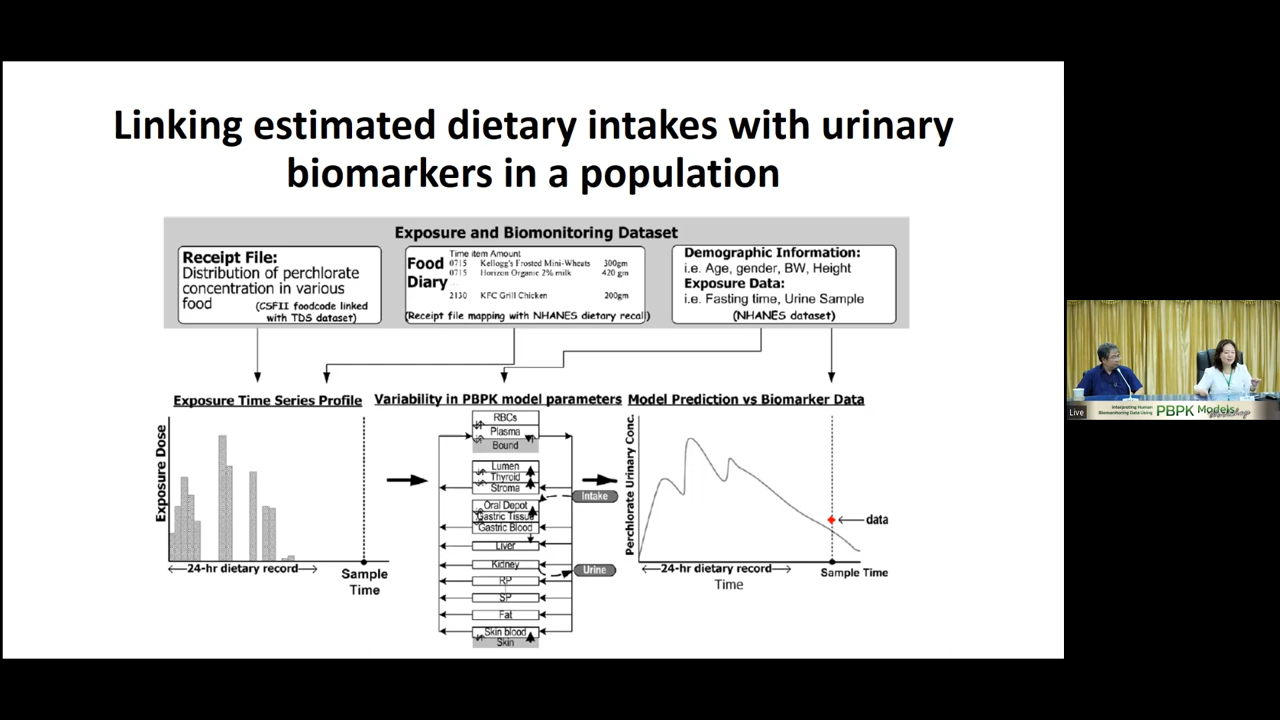 Linking estimated dietary intakes with urinary
biomarkers in a population
Exposure and Biomonitoring Dataset
Receipt File:
Distribution of perchlorate
concentration in various
food
(CSFII foodcode linked
with TDS dataset)
Food
Diary
Time item Amount
0715 Kellogg's Frosted Mini-Wheats 300gm
0715 Horizon Organic 2% milk 420 gm
...
2130 KFC Grill Chicken 200gm
(Receipt file mapping with NHANES dietary recall)
Demographic Information:
i.e. Age, gender, BW, Height
Exposure Data:
i.e. Fasting time, Urine Sample
(NHANES dataset)
Exposure Time Series Profile
Variability in PBPK model parameters
Model Prediction vs Biomarker Data
Exposure Dose
24-hr dietary record
Sample
Time
RBCs
Plasma
Bound
Lumen
Thyroid
Stroma
Oral Depot
Gastric Tissue
Gastric Blood
Liver
Kidney
RP
SP
Fat
Skin blood
Skin
Intake
Urine
Perchlorate Urinary Conc.
data
24-hr dietary record
Sample Time
Time
Live
Interpreting Human
Biomonitoring Data Using
PBPK Models